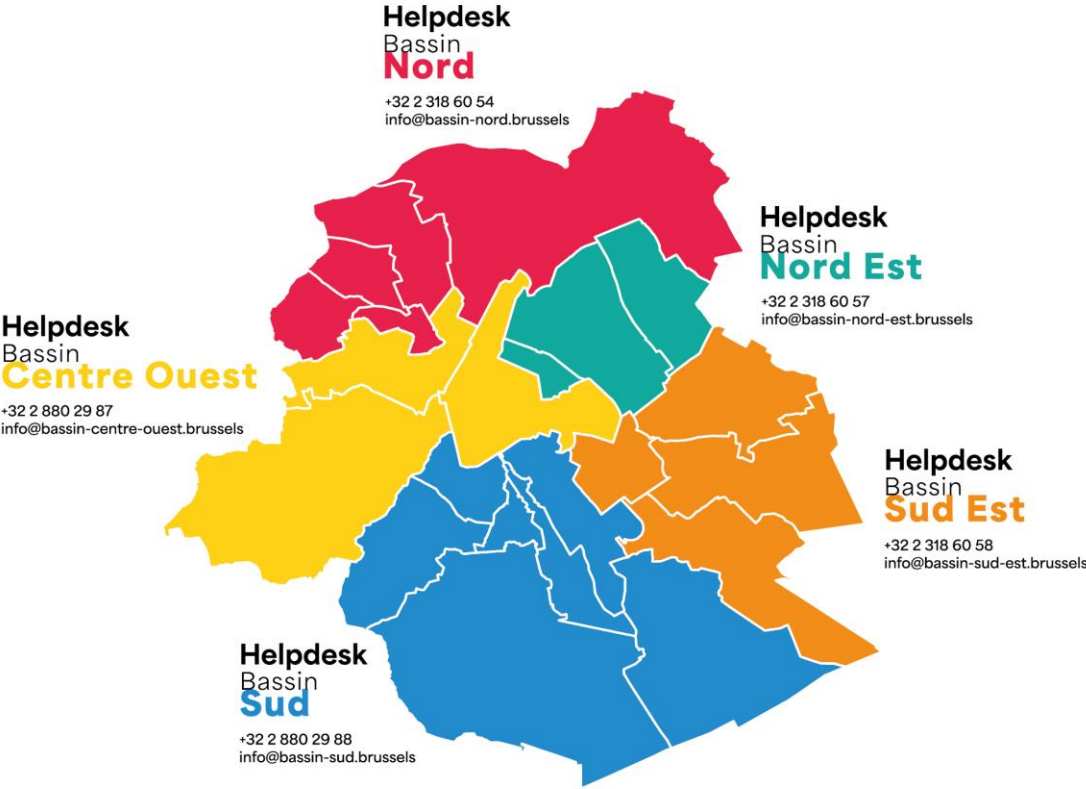 Helpdesk
Bassin
Nord
+32 2 318 60 54
info@bassin-nord.brussels
Helpdesk
Bassin
Nord Est
+32 2 318 60 57
info@bassin-nord-est.brussels
Helpdesk
Bassin
Centre Ouest
+32 2 880 29 87
info@bassin-centre-ouest.brussels
Helpdesk
Bassin
Sud Est
+32 2 318 60 58
info@bassin-sud-est.brussels
Helpdesk
Bassin
Sud
+32 2 880 29 88
info@bassin-sud.brussels